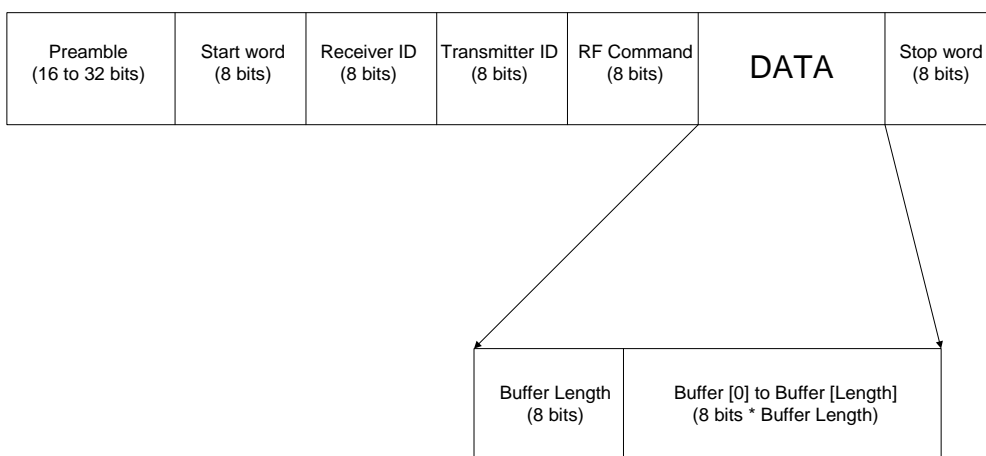 Preamble
(16 to 32 bits)
Start word
(8 bits)
Receiver ID
(8 bits)
Transmitter ID
(8 bits)
RF Command
(8 bits)
DATA
Stop word
(8 bits)
Buffer Length
(8 bits)
Buffer [0] to Buffer [Length]
(8 bits * Buffer Length)